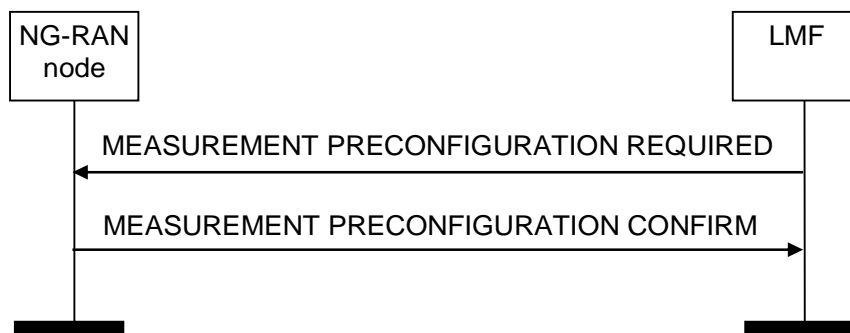 NG-RAN
node
LMF
MEASUREMENT PRECONFIGURATION REQUIRED
MEASUREMENT PRECONFIGURATION CONFIRM